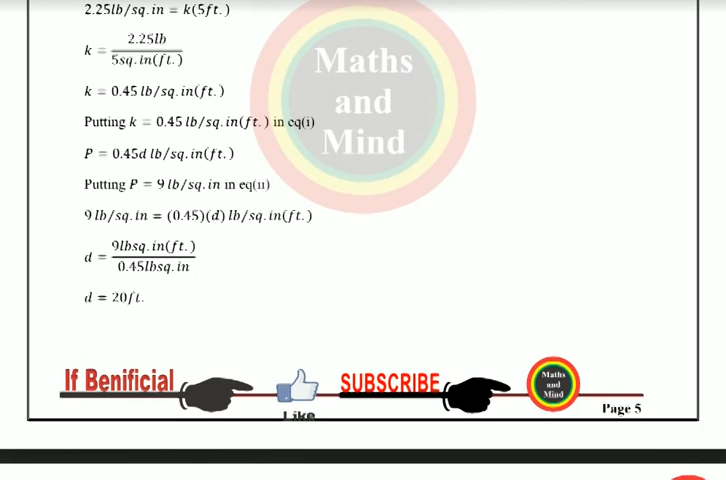 2.25lb/sq.in = k(5ft.)
k = 2.25lb / 5sq.in(ft.)
k = 0.45 lb/sq.in(ft.)
Putting k = 0.45 lb/sq.in(ft.) in eq(i)
P = 0.45d lb/sq.in(ft.)
Putting P = 9 lb/sq.in in eq(ii)
9 lb/sq.in = (0.45)(d) lb/sq.in(ft.)
d = 9lbsq.in(ft.) / 0.45lbsq.in
d = 20ft.
Maths
and
Mind
If Benificial
Like
SUBSCRIBE
Maths
and
Mind
Page 5